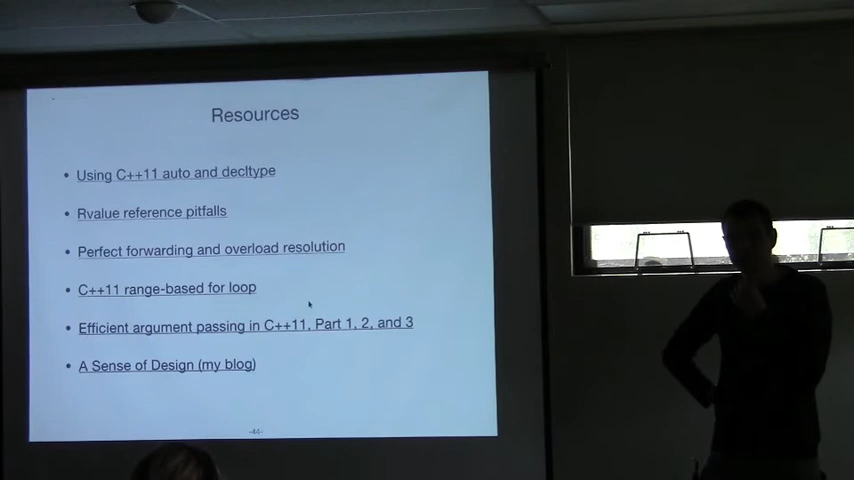 Resources
• Using C++11 auto and decltype
• Rvalue reference pitfalls
• Perfect forwarding and overload resolution
• C++11 range-based for loop
• Efficient argument passing in C++11, Part 1, 2, and 3
• A Sense of Design (my blog)
-44-